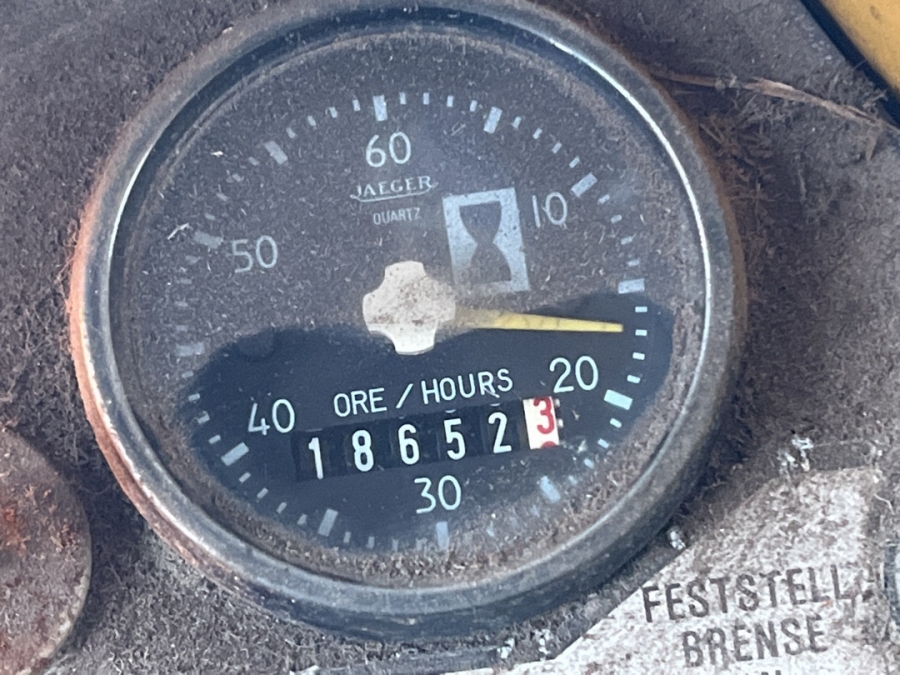 60
JAEGER
QUARTZ
10
50
20
ORE / HOURS
40
186523
30
FESTSTELL
BRENSE